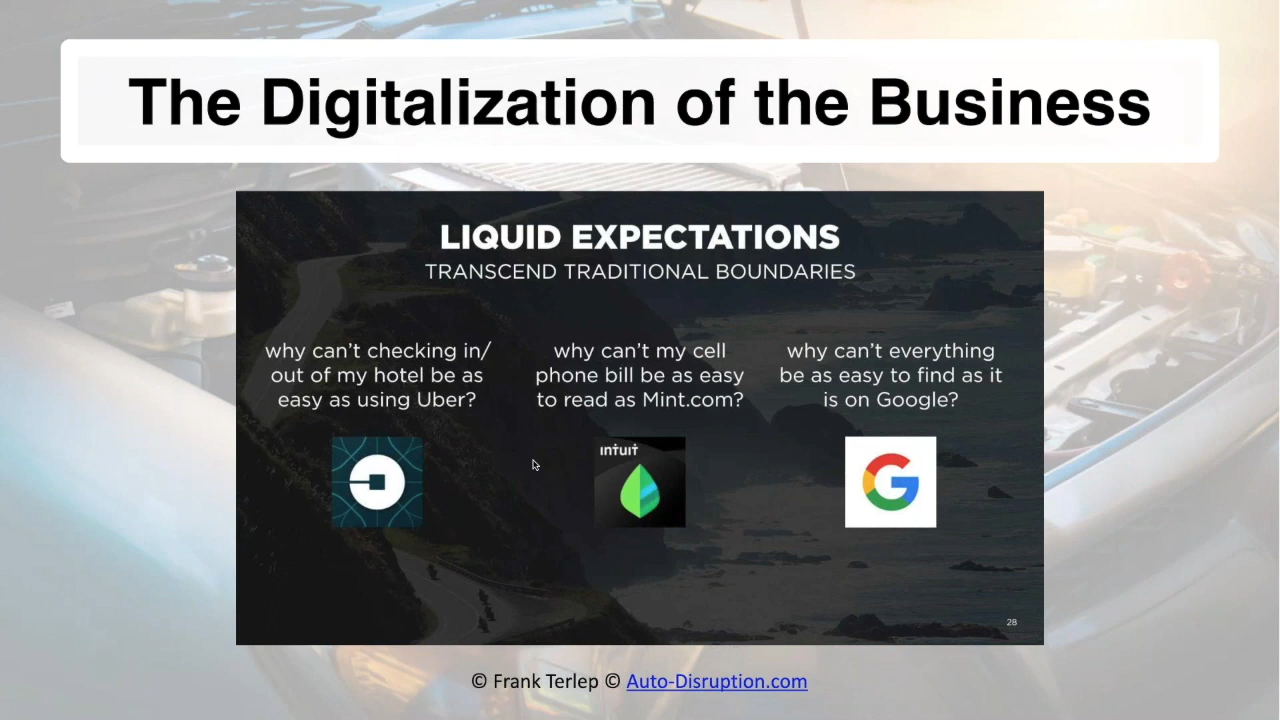 The Digitalization of the Business
LIQUID EXPECTATIONS
TRANSCEND TRADITIONAL BOUNDARIES
why can't checking in/
out of my hotel be as
easy as using Uber?
why can't my cell
phone bill be as easy
to read as Mint.com?
why can't everything
be as easy to find as it
is on Google?
ıntuıt
G
28
© Frank Terlep © Auto-Disruption.com